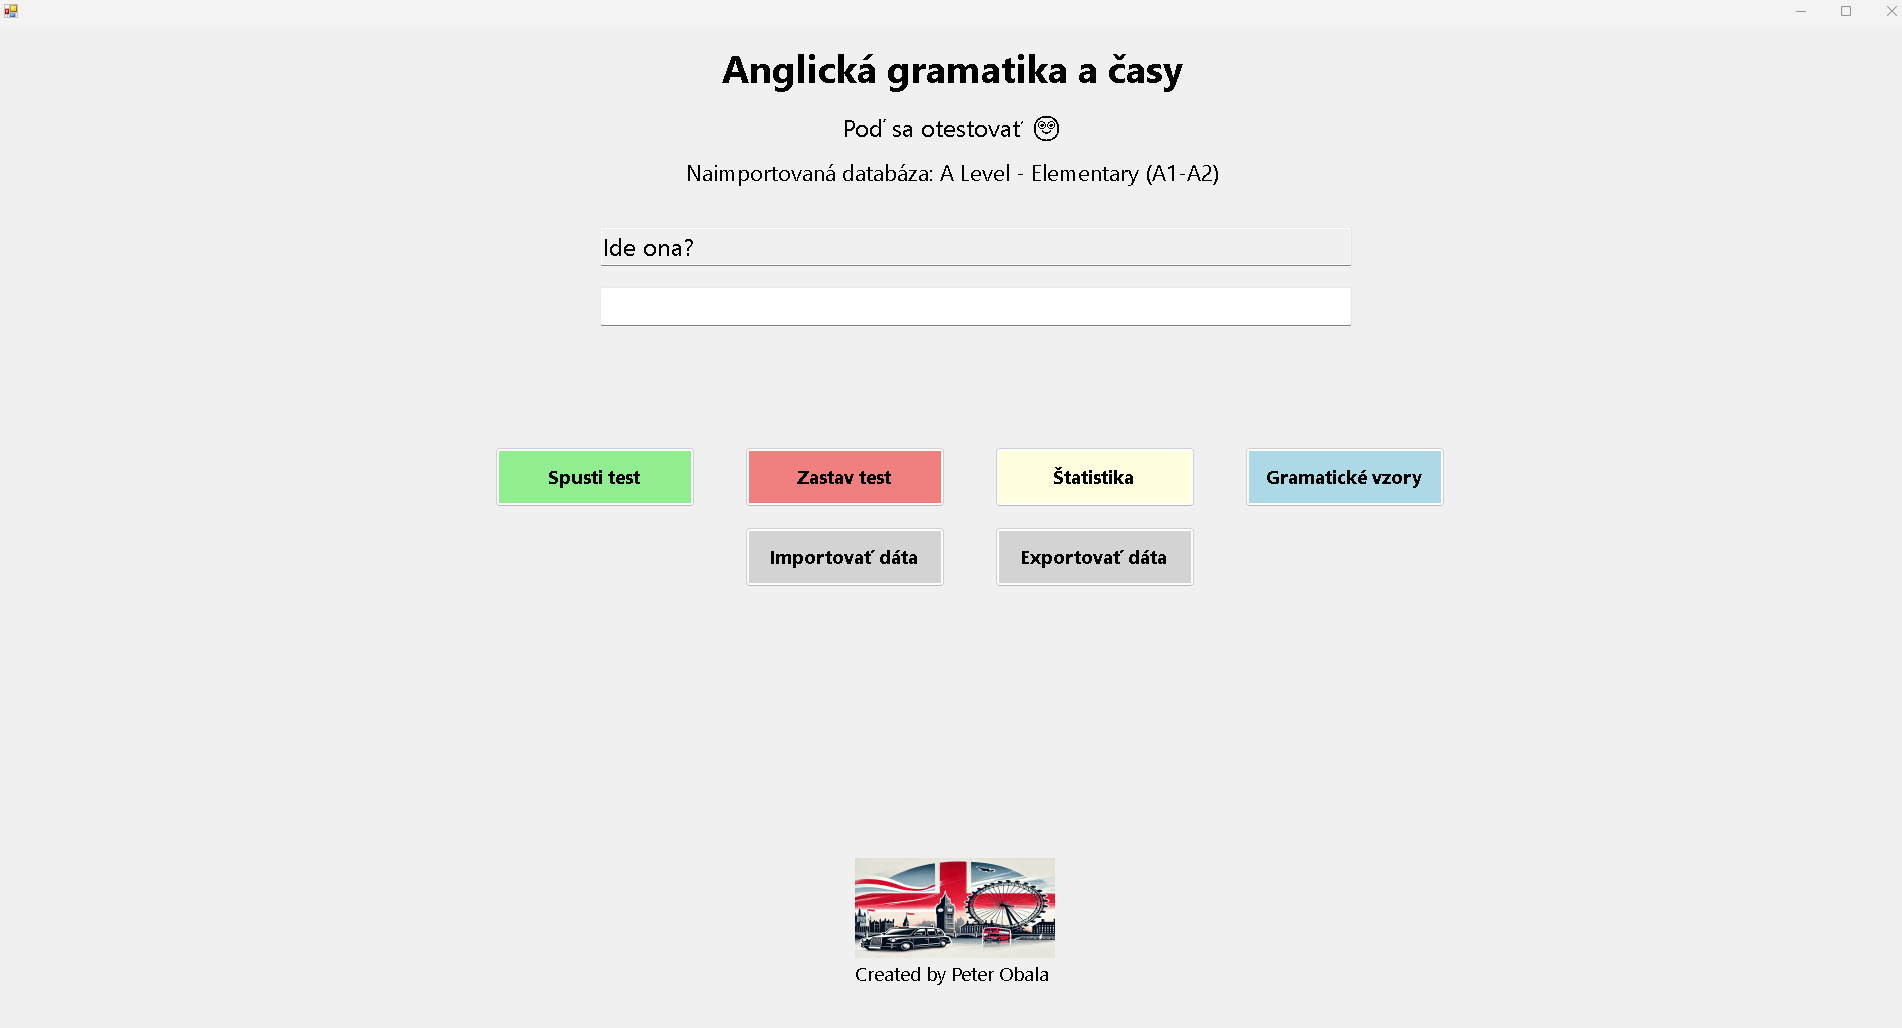 Anglická gramatika a časy
Poď sa otestovať 🤓
Naimportovaná databáza: A Level - Elementary (A1-A2)
Ide ona?
Spusti test
Zastav test
Štatistika
Gramatické vzory
Importovať dáta
Exportovať dáta
Created by Peter Obala